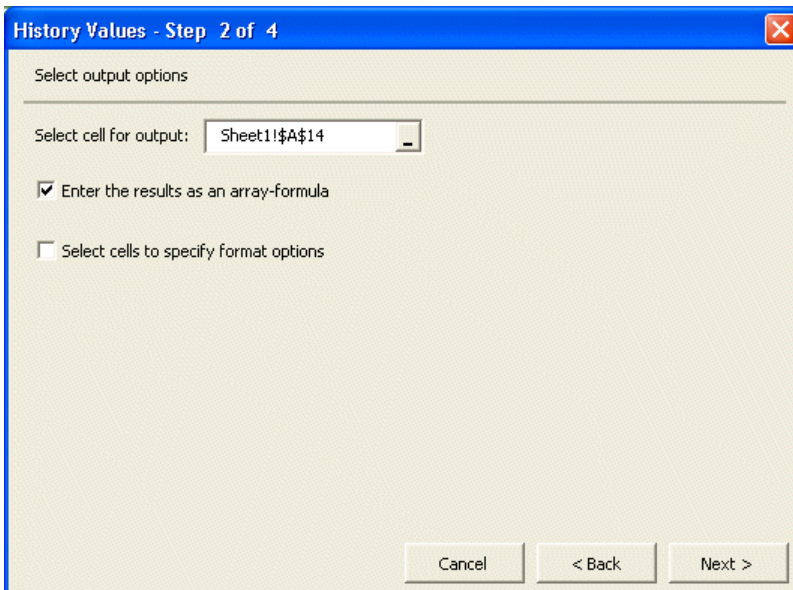 History Values - Step 2 of 4
Select output options
Select cell for output: Sheet1!$A$14
Enter the results as an array-formula
Select cells to specify format options
Cancel < Back Next >